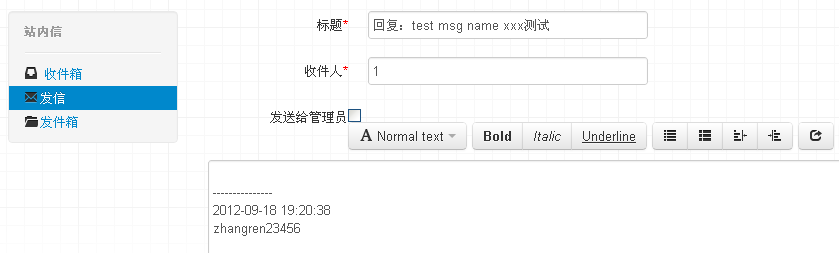 站内信
收件箱
发信
发件箱
标题*
回复：test msg name xxx测试
收件人*
1
发送给管理员
A Normal text
Bold
Italic
Underline
---------------
2012-09-18 19:20:38
zhangren23456